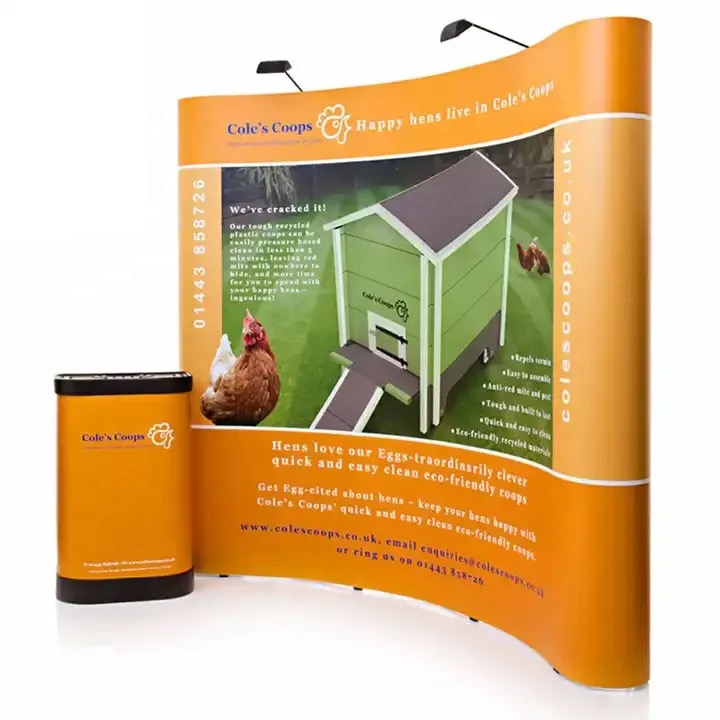 Cole's Coops
Happy hens live in Cole's Coops
01443 858726
We've cracked it!
Our tough recycled
plastic coops can be
easily pressure hosed
clean in less than 5
minutes, leaving red
mite with nowhere to
hide, and more time
for you to spend with
your happy hens –
ingenious!
Cole's Coops
• Repels vermin
• Easy to assemble
• Anti-red mite and pest
• Tough and built to last
• Quick and easy to clean
• Eco-friendly recycled materials
colescoops.co.uk
Hens love our Eggs-traordinarily clever
quick and easy clean eco-friendly coops
Get Egg-cited about hens – keep your hens happy with
Cole's Coops' quick and easy clean eco-friendly coops.
www.colescoops.co.uk, email enquiries@colescoops.co.uk
or ring us on 01443 858726
Cole's Coops